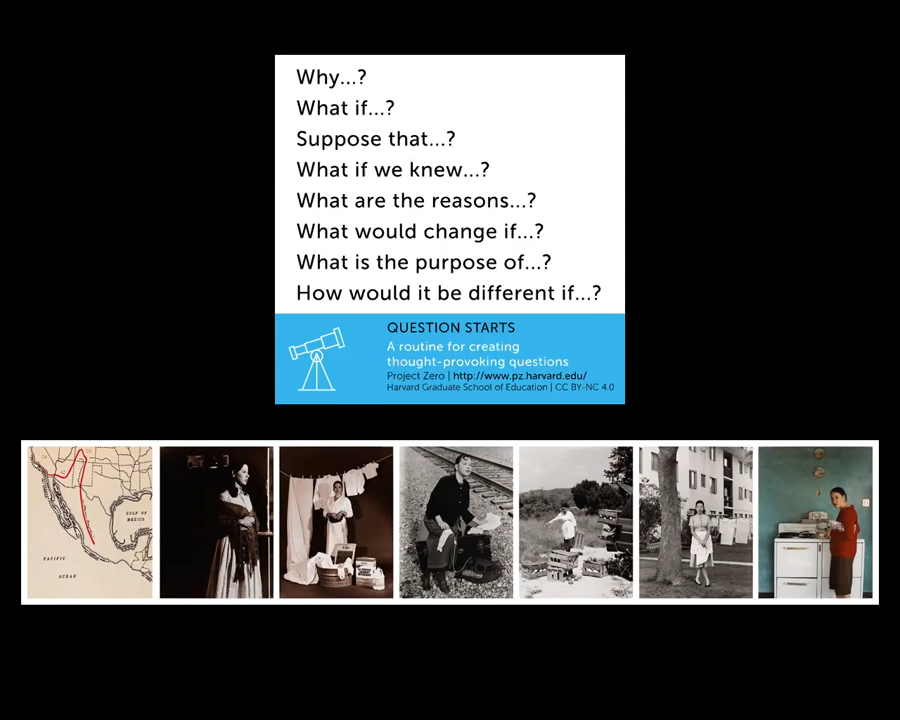 Why...?
What if...?
Suppose that...?
What if we knew...?
What are the reasons...?
What would change if...?
What is the purpose of...?
How would it be different if...?
QUESTION STARTS
A routine for creating
thought-provoking questions
Project Zero | http://www.pz.harvard.edu/
Harvard Graduate School of Education | CC BY-NC 4.0
GULF OF
MEXICO
PACIFIC
OCEAN